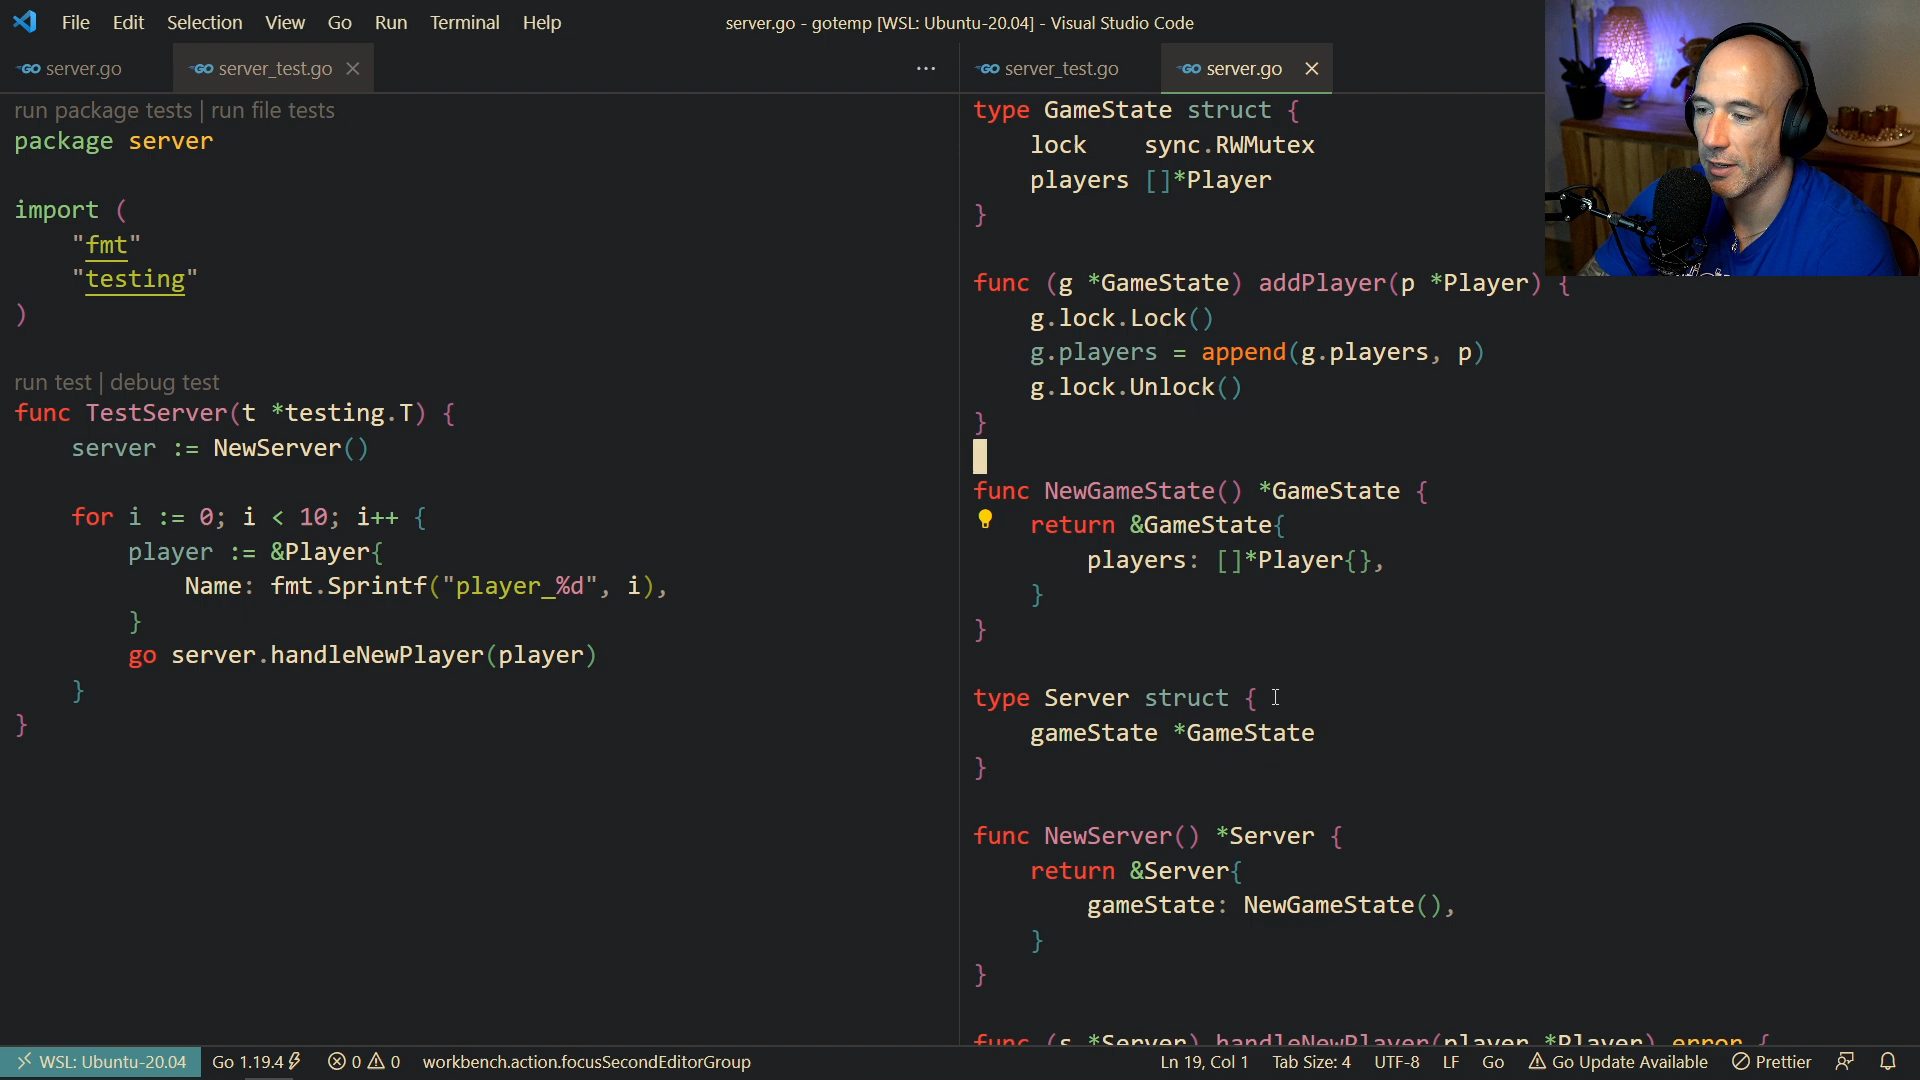 File Edit Selection View Go Run Terminal Help
server.go - gotemp [WSL: Ubuntu-20.04] - Visual Studio Code
server.go
server_test.go
run package tests | run file tests
package server
import (
"fmt"
"testing"
)
run test | debug test
func TestServer(t *testing.T) {
server := NewServer()
for i := 0; i < 10; i++ {
player := &Player{
Name: fmt.Sprintf("player_%d", i),
}
go server.handleNewPlayer(player)
}
}
server_test.go
server.go
type GameState struct {
lock sync.RWMutex
players []*Player
}
func (g *GameState) addPlayer(p *Player) {
g.lock.Lock()
g.players = append(g.players, p)
g.lock.Unlock()
}
func NewGameState() *GameState {
return &GameState{
players: []*Player{},
}
}
type Server struct {
gameState *GameState
}
func NewServer() *Server {
return &Server{
gameState: NewGameState(),
}
}
func (s *Server) handleNewPlayer(player *Player) error {
WSL: Ubuntu-20.04 Go 1.19.4 0 0 workbench.action.focusSecondEditorGroup Ln 19, Col 1 Tab Size: 4 UTF-8 LF Go Go Update Available Prettier